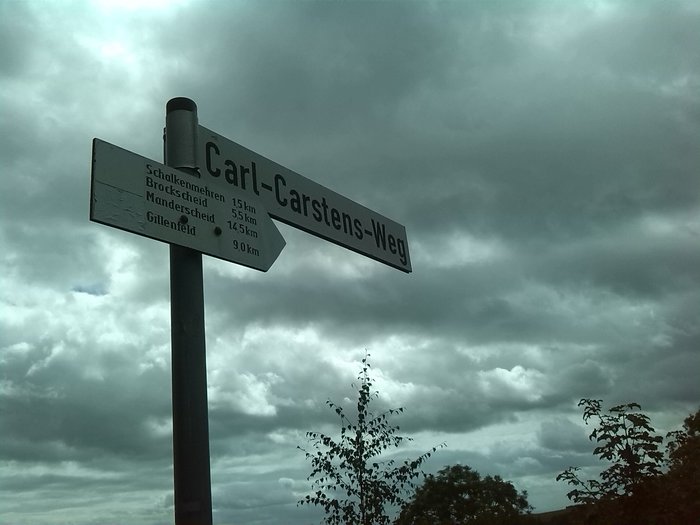 Carl-Carstens-Weg
Schalkenmehren 1,5 km
Brockscheid 5,5 km
Manderscheid 14,5 km
Gillenfeld 9,0 km